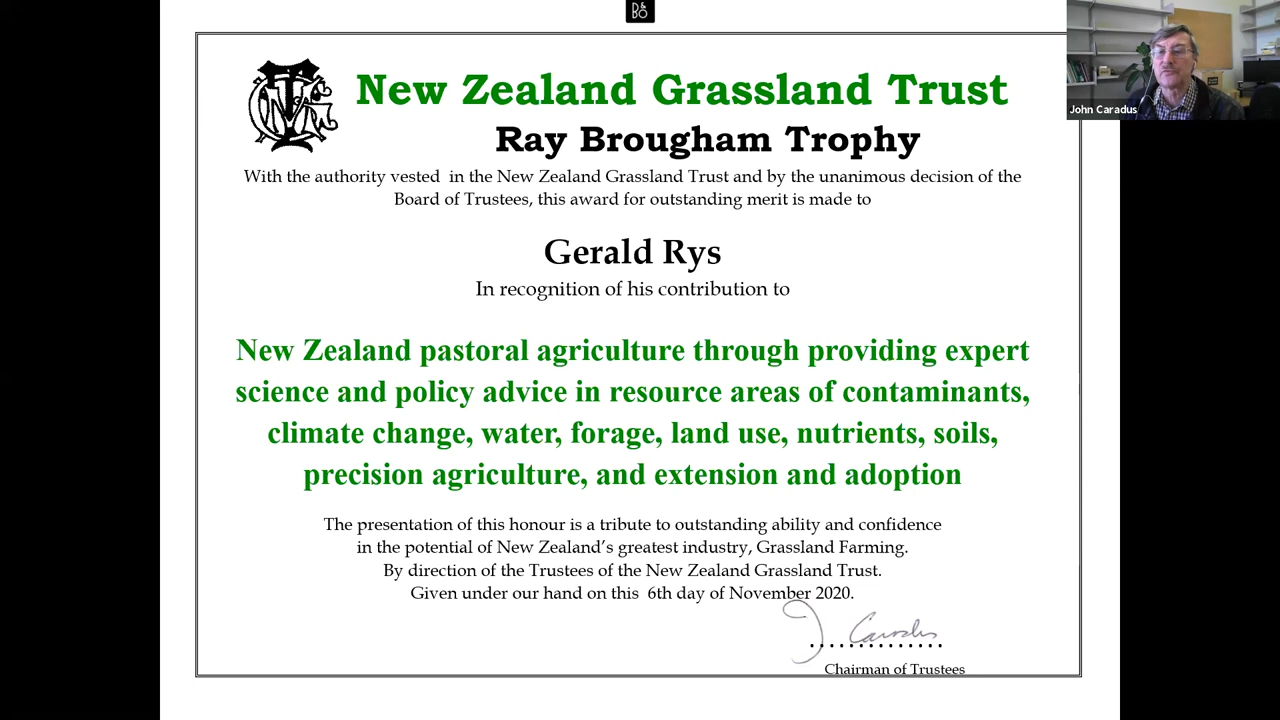 D&
BO
New Zealand Grassland Trust
Ray Brougham Trophy
John Caradus
With the authority vested in the New Zealand Grassland Trust and by the unanimous decision of the
Board of Trustees, this award for outstanding merit is made to
Gerald Rys
In recognition of his contribution to
New Zealand pastoral agriculture through providing expert
science and policy advice in resource areas of contaminants,
climate change, water, forage, land use, nutrients, soils,
precision agriculture, and extension and adoption
The presentation of this honour is a tribute to outstanding ability and confidence
in the potential of New Zealand's greatest industry, Grassland Farming.
By direction of the Trustees of the New Zealand Grassland Trust.
Given under our hand on this 6th day of November 2020.
J Caradus
..............
Chairman of Trustees